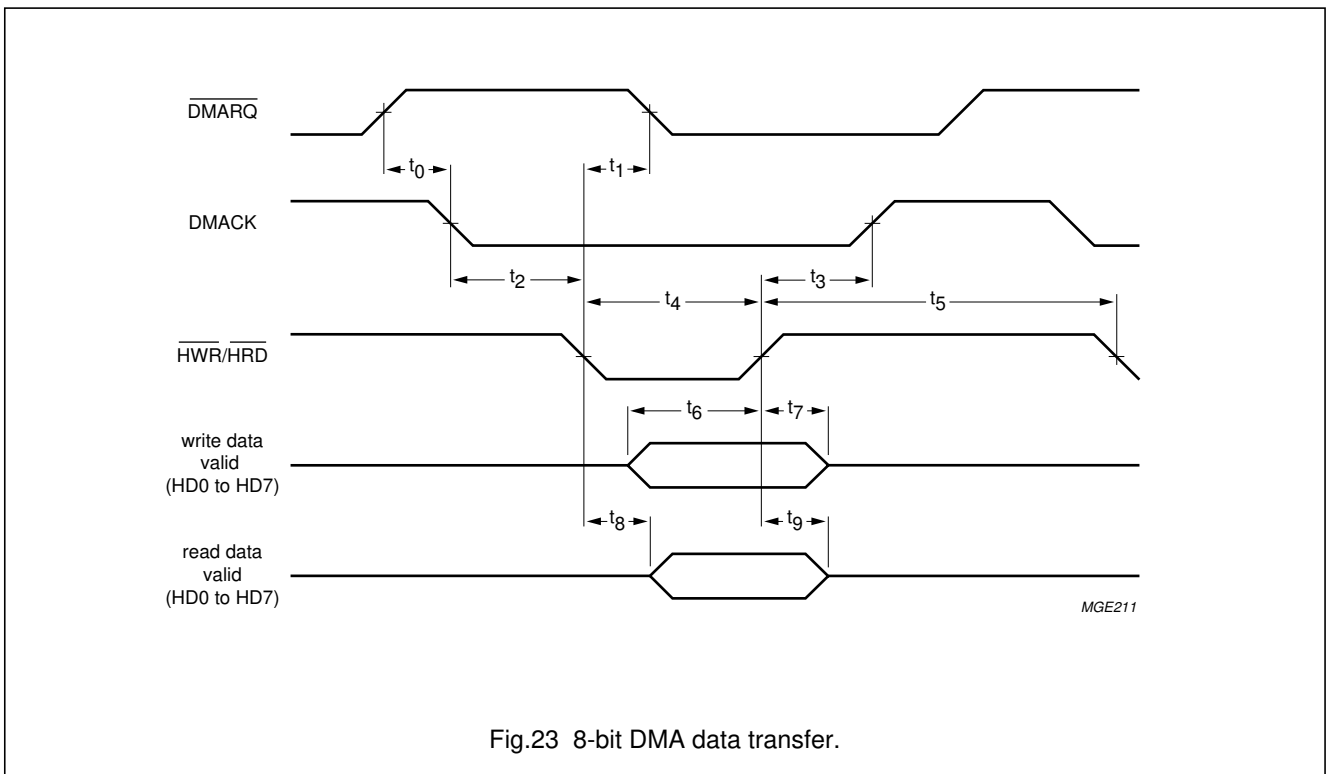 DMARQ
t0
t1
DMACK
t2
t3
t4
t5
HWR/HRD
t6
t7
write data
valid
(HD0 to HD7)
t8
t9
read data
valid
(HD0 to HD7)
MGE211
Fig.23 8-bit DMA data transfer.